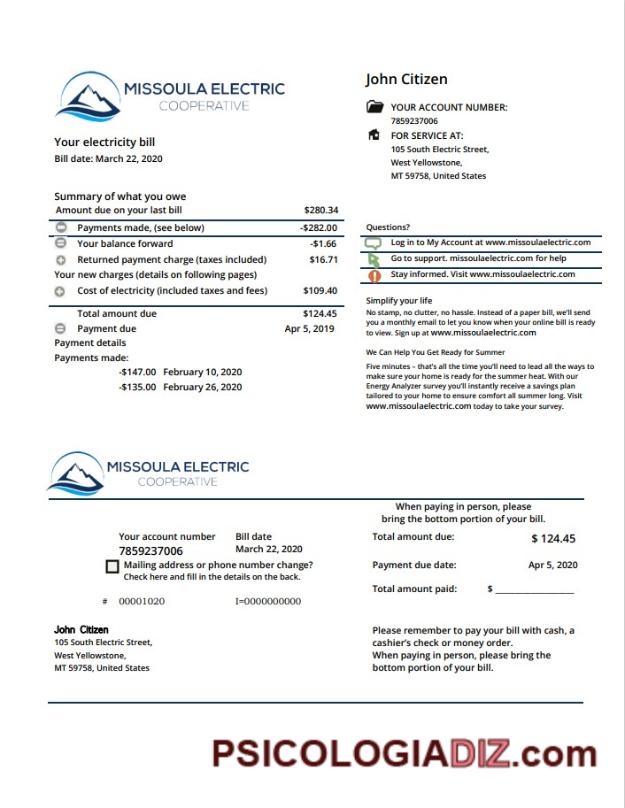 MISSOULA ELECTRIC
COOPERATIVE
Your electricity bill
Bill date: March 22, 2020
John Citizen
YOUR ACCOUNT NUMBER:
7859237006
FOR SERVICE AT:
105 South Electric Street,
West Yellowstone,
MT 59758, United States
Summary of what you owe
Amount due on your last bill $280.34
Payments made, (see below) -$282.00
Your balance forward -$1.66
Returned payment charge (taxes included) $16.71
Your new charges (details on following pages)
Cost of electricity (included taxes and fees) $109.40
Total amount due $124.45
Payment due Apr 5, 2019
Payment details
Payments made:
-$147.00 February 10, 2020
-$135.00 February 26, 2020
Questions?
Log in to My Account at www.missoulaelectric.com
Go to support. missoulaelectric.com for help
Stay informed. Visit www.missoulaelectric.com
Simplify your life
No stamp, no clutter, no hassle. Instead of a paper bill, we'll send
you a monthly email to let you know when your online bill is ready
to view. Sign up at www.missoulaelectric.com
We Can Help You Get Ready for Summer
Five minutes – that's all the time you'll need to lead all the ways to
make sure your home is ready for the summer heat. With our
Energy Analyzer survey you'll instantly receive a savings plan
tailored to your home to ensure comfort all summer long. Visit
www.missoulaelectric.com today to take your survey.
MISSOULA ELECTRIC
COOPERATIVE
When paying in person, please
bring the bottom portion of your bill.
Your account number Bill date
7859237006 March 22, 2020
Mailing address or phone number change?
Check here and fill in the details on the back.
# 00001020 I=0000000000
Total amount due: $ 124.45
Payment due date: Apr 5, 2020
Total amount paid: $ ________________
John Citizen
105 South Electric Street,
West Yellowstone,
MT 59758, United States
Please remember to pay your bill with cash, a
cashier's check or money order.
When paying in person, please bring the
bottom portion of your bill.
PSICOLOGIADIZ.com